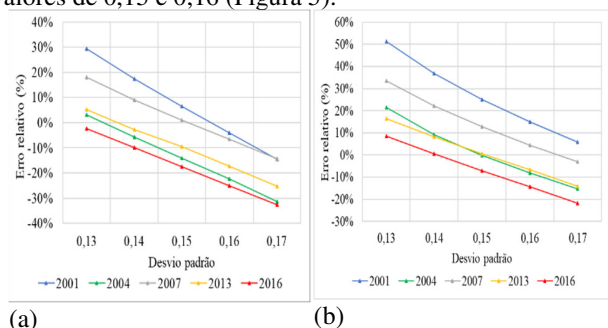 alores de 0,15 e 0,16 (Figura 5).
40%
30%
20%
10%
0%
-10%
-20%
-30%
-40%
Erro relativo (%)
0,13 0,14 0,15 0,16 0,17
Desvio padrão
2001 2004 2007 2013 2016
(a)
60%
50%
40%
30%
20%
10%
0%
-10%
-20%
-30%
Erro relativo (%)
0,13 0,14 0,15 0,16 0,17
Desvio padrão
2001 2004 2007 2013 2016
(b)